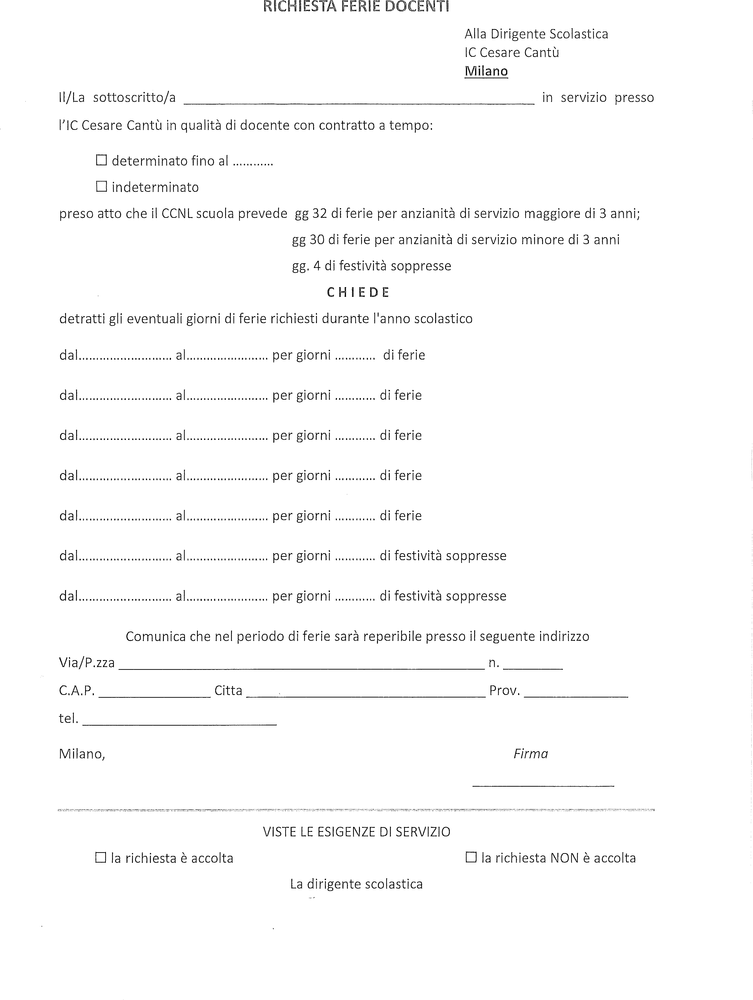 RICHIESTA FERIE DOCENTI
Alla Dirigente Scolastica
IC Cesare Cantù
Milano
Il/La sottoscritto/a ______________________ in servizio presso
l'IC Cesare Cantù in qualità di docente con contratto a tempo:
☐ determinato fino al ............
☐ indeterminato
preso atto che il CCNL scuola prevede gg 32 di ferie per anzianità di servizio maggiore di 3 anni;
gg 30 di ferie per anzianità di servizio minore di 3 anni
gg. 4 di festività soppresse
C H I E D E
detratti gli eventuali giorni di ferie richiesti durante l'anno scolastico
dal........................... al........................ per giorni ............ di ferie
dal........................... al........................ per giorni ............ di ferie
dal........................... al........................ per giorni ............ di ferie
dal........................... al........................ per giorni ............ di ferie
dal........................... al........................ per giorni ............ di ferie
dal........................... al........................ per giorni ............ di festività soppresse
dal........................... al........................ per giorni ............ di festività soppresse
Comunica che nel periodo di ferie sarà reperibile presso il seguente indirizzo
Via/P.zza ______________________ n. ________
C.A.P. ______________ Citta ______________________ Prov. ______________
tel. ______________________
Milano, Firma
______________
VISTE LE ESIGENZE DI SERVIZIO
☐ la richiesta è accolta ☐ la richiesta NON è accolta
La dirigente scolastica